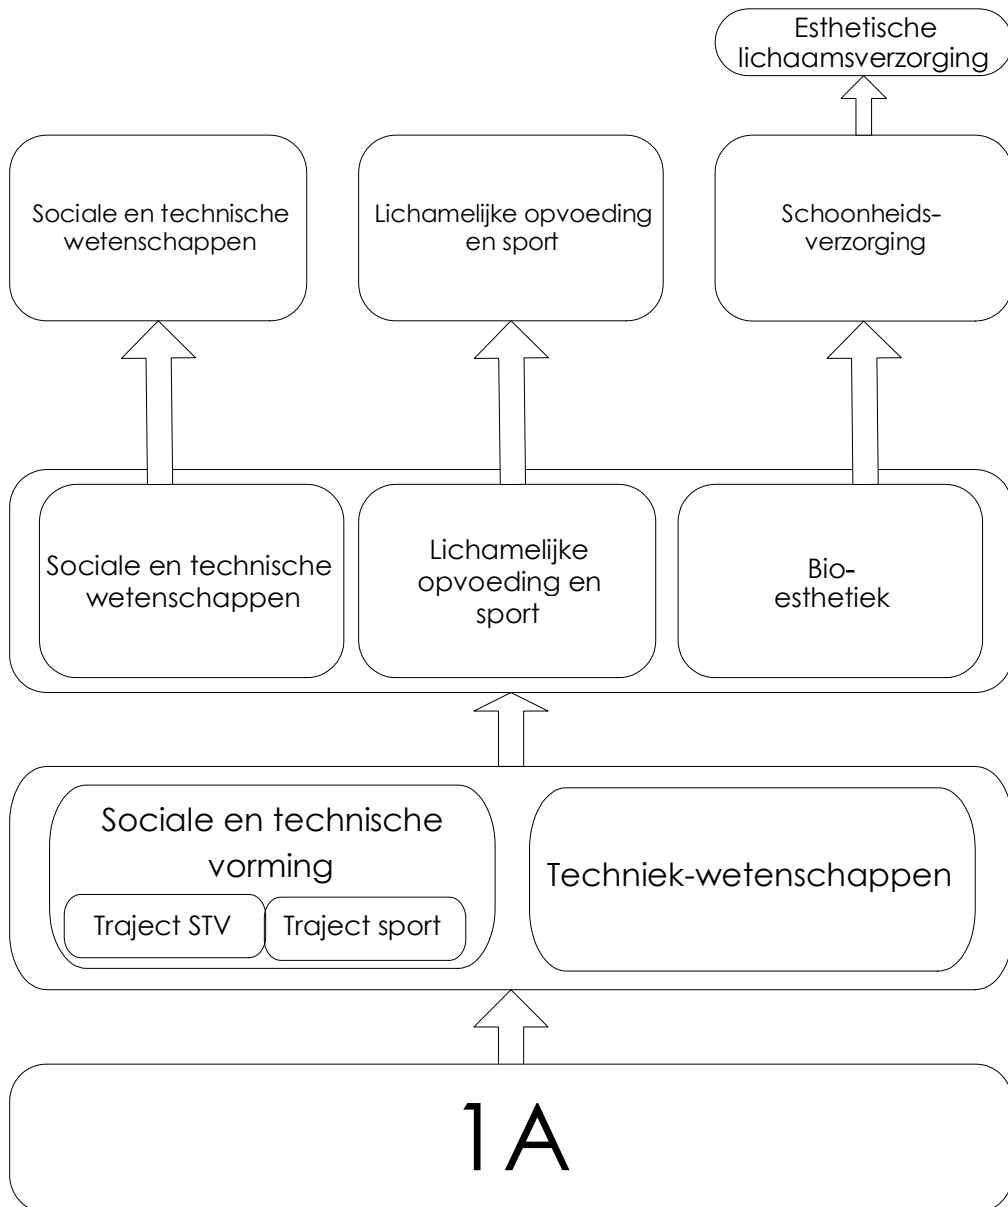 Esthetische
lichaamsverzorging
Sociale en technische
wetenschappen
Lichamelijke opvoeding
en sport
Schoonheids-
verzorging
Sociale en technische
wetenschappen
Lichamelijke
opvoeding en
sport
Bio-
esthetiek
Sociale en technische
vorming
Traject STV
Traject sport
Techniek-wetenschappen
1A